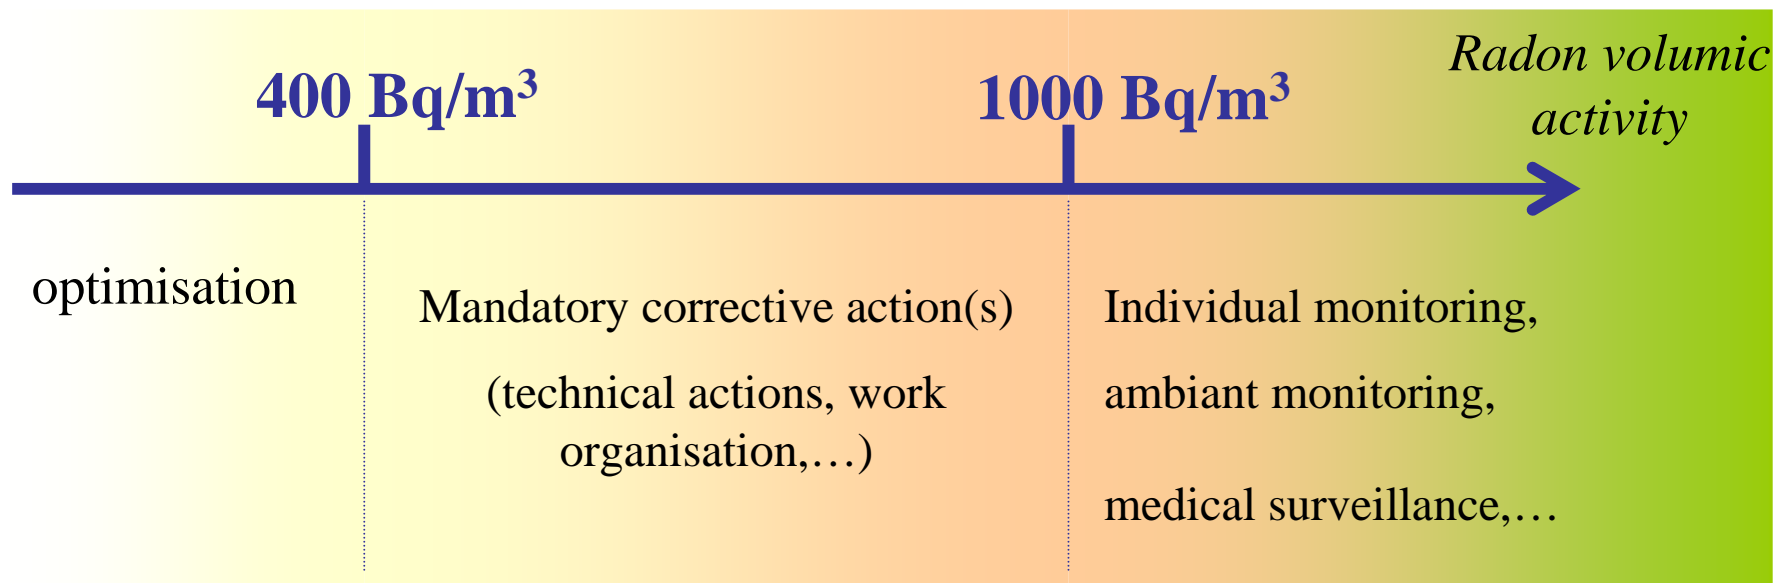 Radon volumic
activity
400 Bq/m³
1000 Bq/m³
optimisation
Mandatory corrective action(s)
(technical actions, work
organisation,…)
Individual monitoring,
ambiant monitoring,
medical surveillance,…